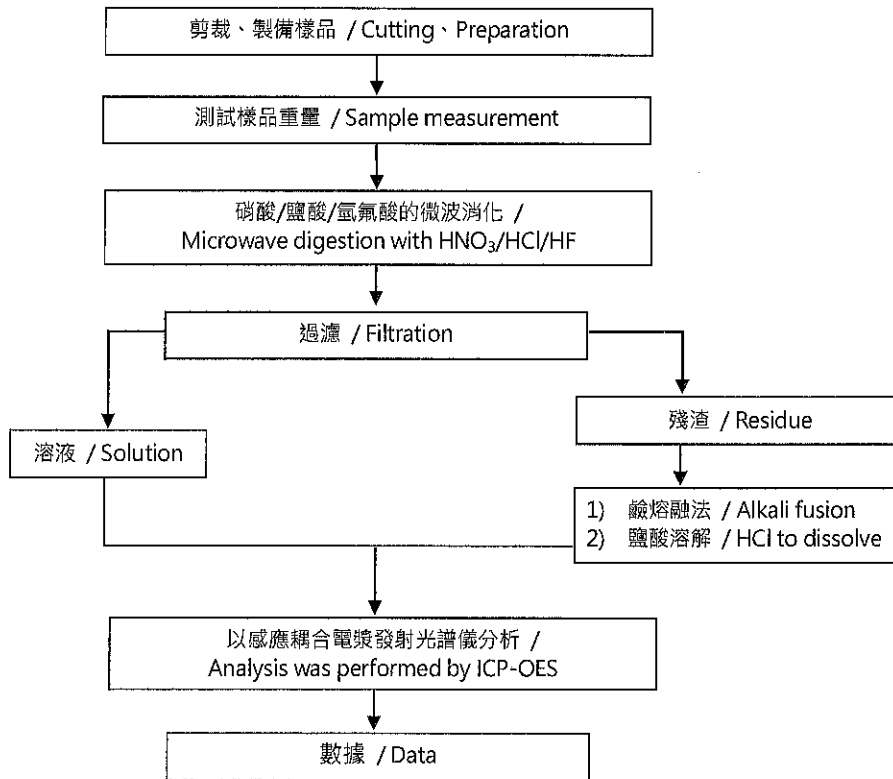 剪裁、製備樣品 / Cutting、Preparation
測試樣品重量 / Sample measurement
硝酸/鹽酸/氫氟酸的微波消化 /
Microwave digestion with HNO₃/HCl/HF
過濾 / Filtration
溶液 / Solution
殘渣 / Residue
1) 鹼熔融法 / Alkali fusion
2) 鹽酸溶解 / HCl to dissolve
以感應耦合電漿發射光譜儀分析 /
Analysis was performed by ICP-OES
數據 / Data